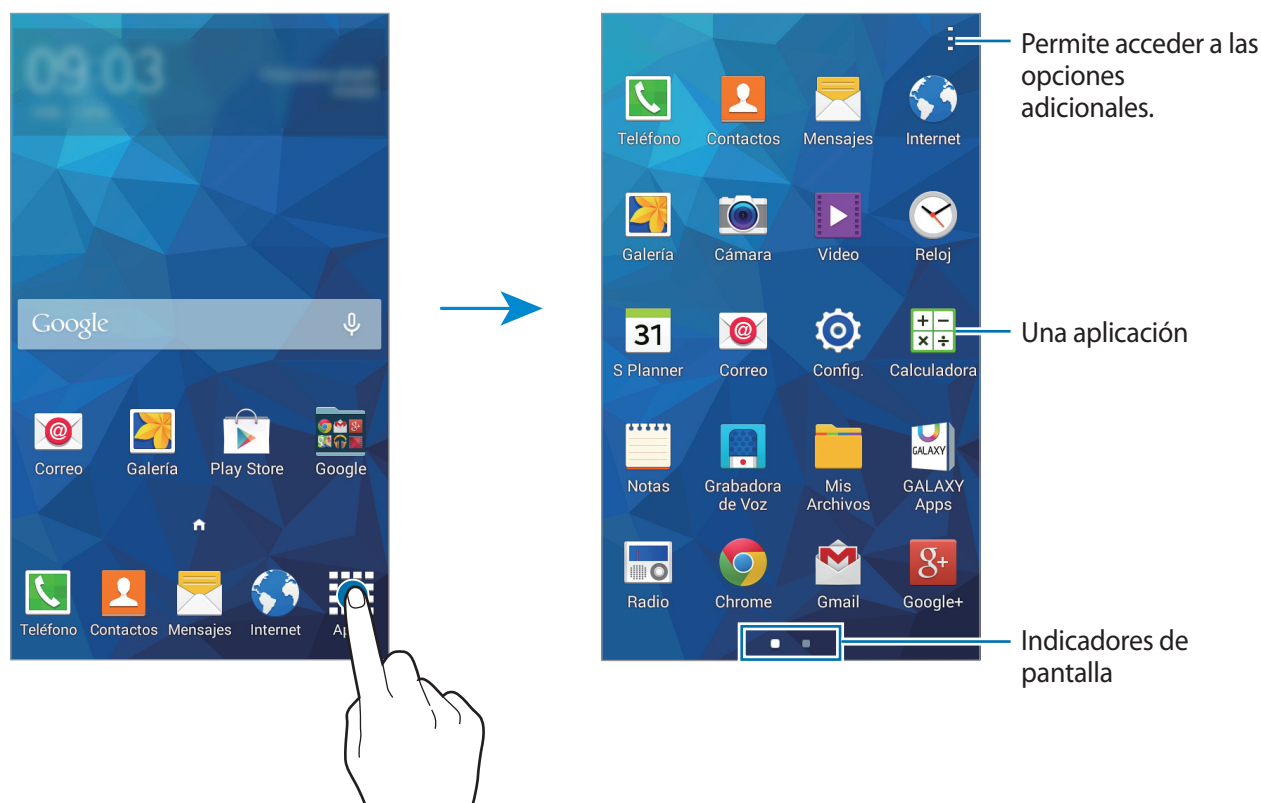 09 03
Google
Correo Galería Play Store Google
Teléfono Contactos Mensajes Internet
Permite acceder a las
opciones
adicionales.
Teléfono Contactos Mensajes Internet
Galería Cámara Video Reloj
31
S Planner Correo Config. Calculadora
Una aplicación
GALAXY
Notas Grabadora de Voz Mis Archivos GALAXY Apps
Radio Chrome Gmail Google+
Indicadores de
pantalla